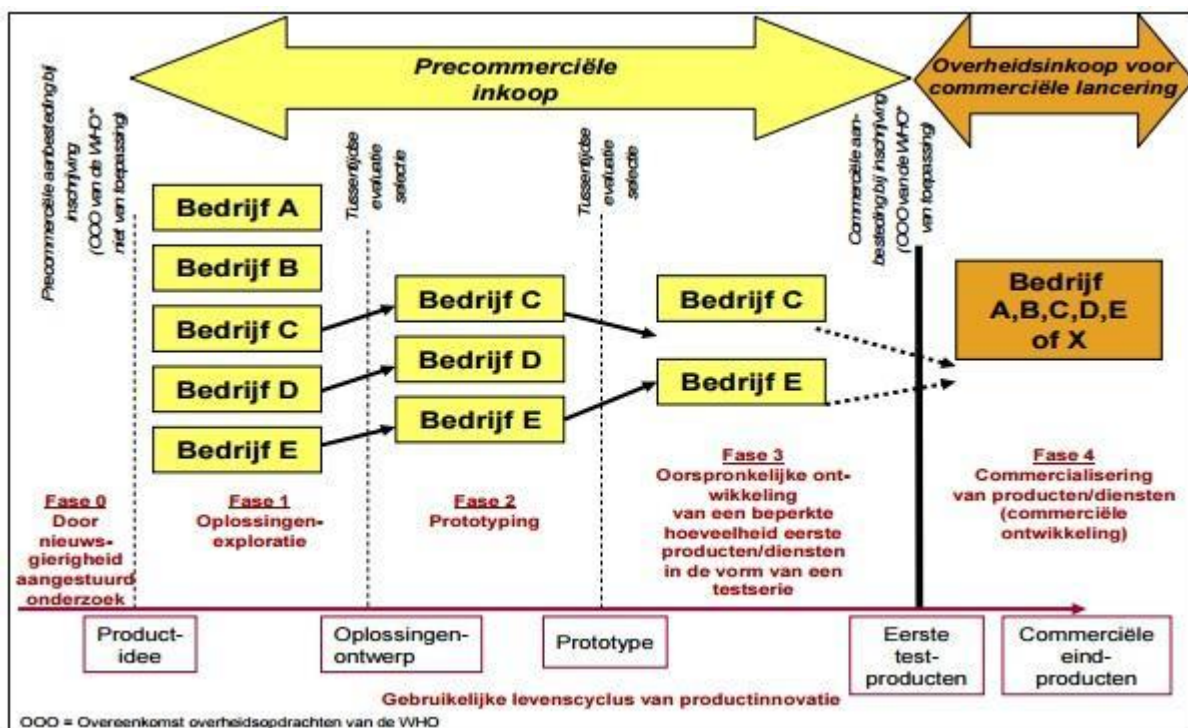 Precommerciële
inkoop
Overheidsinkoop voor
commerciële lancering
Precommerciële aanbesteding bij
inschrijving
(OOO van de WHO*
niet van toepassing)
Tussentijdse
evaluatie
selectie
Tussentijdse
evaluatie
selectie
Commerciële aan-
besteding bij inschrijving
(OOO van de WHO*
van toepassing)
Bedrijf A
Bedrijf B
Bedrijf C
Bedrijf D
Bedrijf E
Bedrijf C
Bedrijf D
Bedrijf E
Bedrijf C
Bedrijf E
Bedrijf
A,B,C,D,E
of X
Fase 0
Door
nieuws-
gierigheid
aangestuurd
onderzoek
Fase 1
Oplossingen-
exploratie
Fase 2
Prototyping
Fase 3
Oorspronkelijke ont-
wikkeling
van een beperkte
hoeveelheid eerste
producten/diensten
in de vorm van een
testserie
Fase 4
Commercialisering
van producten/diensten
(commerciële
ontwikkeling)
Product-
idee
Oplossingen-
ontwerp
Prototype
Eerste
test-
producten
Commerciële
eind-
producten
Gebruikelijke levenscyclus van productinnovatie
OOO = Overeenkomst overheidsopdrachten van de WHO